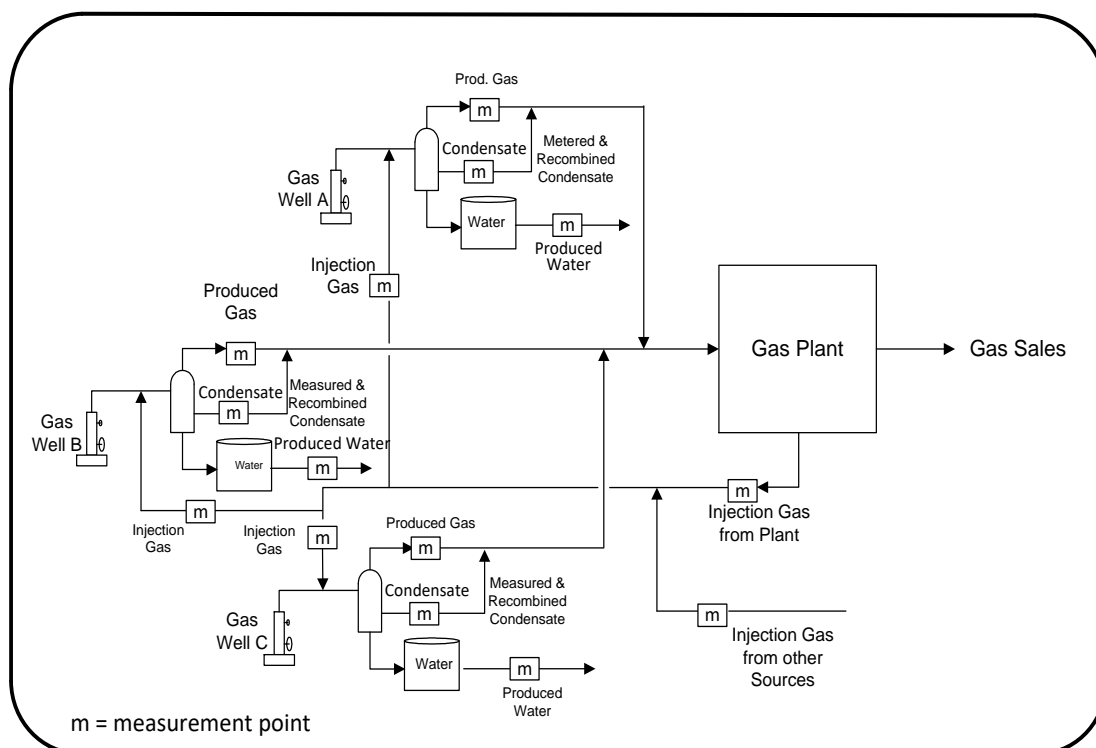 Prod. Gas
m
Condensate
m
Metered &
Recombined
Condensate
Gas
Well A
Water
m
Produced
Water
Injection
Gas
m
Produced
Gas
m
Condensate
m
Measured &
Recombined
Condensate
Gas
Well B
Water
Produced Water
m
Gas Plant
Gas Sales
m
Injection Gas
from Plant
m
Injection
Gas
Injection
Gas
m
Produced Gas
m
Condensate
m
Measured &
Recombined
Condensate
Gas
Well C
Water
m
Produced
Water
m
Injection Gas
from other
Sources
m = measurement point